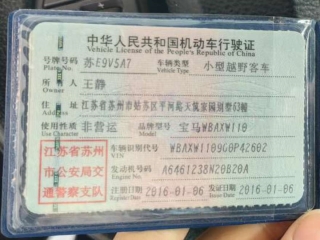 中华人民共和国机动车行驶证
Vehicle License of the People's Republic of China
号牌号码 苏E9V5A7 车辆类型 小型越野客车
Plate No. Vehicle Type
所有人 王静
Owner
住址 江苏省苏州市姑苏区平河路天筑家园别墅63幢
Address
使用性质 非营运 品牌型号 宝马WBAXW110
Use Character Model
江苏省苏州 车辆识别代号 WBAXW1109G0P42602
VIN
市公安局交 发动机号码 A6461238N20B20A
Engine No.
通警察支队 注册日期 2016-01-06 发证日期 2016-01-06
Register Date Issue Date